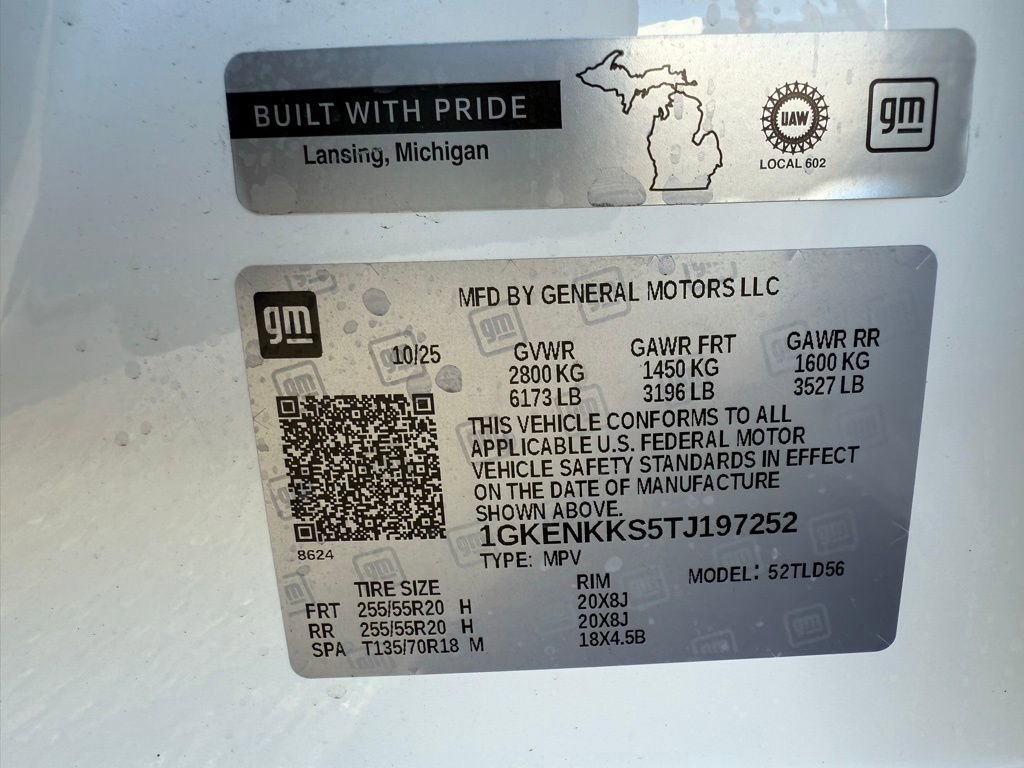 BUILT WITH PRIDE
Lansing, Michigan
UAW
LOCAL 602
gm
gm
MFD BY GENERAL MOTORS LLC
10/25
GVWR GAWR FRT GAWR RR
2800 KG 1450 KG 1600 KG
6173 LB 3196 LB 3527 LB
THIS VEHICLE CONFORMS TO ALL
APPLICABLE U.S. FEDERAL MOTOR
VEHICLE SAFETY STANDARDS IN EFFECT
ON THE DATE OF MANUFACTURE
SHOWN ABOVE.
1GKENKKS5TJ197252
8624
TYPE: MPV MODEL: 52TLD56
TIRE SIZE RIM
FRT 255/55R20 H 20X8J
RR 255/55R20 H 20X8J
SPA T135/70R18 M 18X4.5B